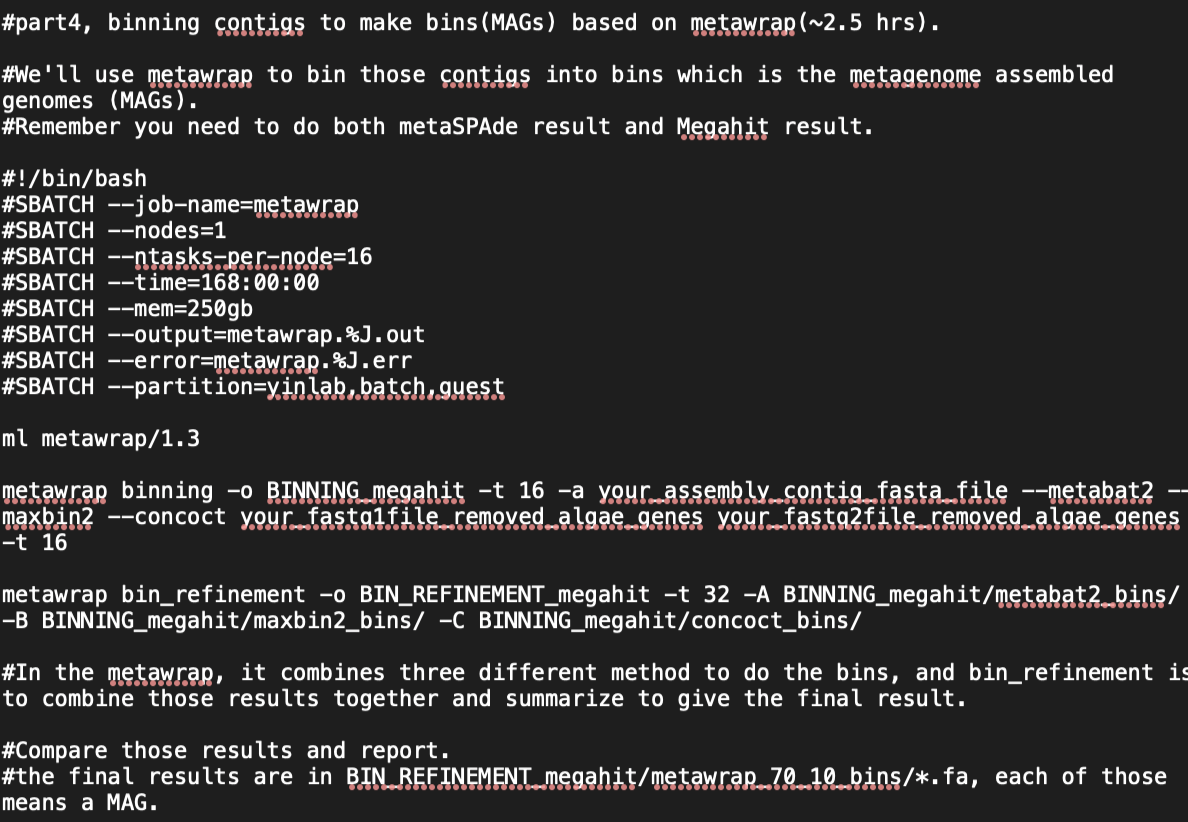 #part4, binning contigs to make bins(MAGs) based on metawrap(~2.5 hrs).
#We'll use metawrap to bin those contigs into bins which is the metagenome assembled
genomes (MAGs).
#Remember you need to do both metaSPAde result and Megahit result.
#!/bin/bash
#SBATCH --job-name=metawrap
#SBATCH --nodes=1
#SBATCH --ntasks-per-node=16
#SBATCH --time=168:00:00
#SBATCH --mem=250gb
#SBATCH --output=metawrap.%J.out
#SBATCH --error=metawrap.%J.err
#SBATCH --partition=yinlab,batch,guest
ml metawrap/1.3
metawrap binning -o BINNING_megahit -t 16 -a your_assembly_contig_fasta_file --metabat2 --
maxbin2 --concoct your_fastq1file_removed_algae_genes your_fastq2file_removed_algae_genes
-t 16
metawrap bin_refinement -o BIN_REFINEMENT_megahit -t 32 -A BINNING_megahit/metabat2_bins/
-B BINNING_megahit/maxbin2_bins/ -C BINNING_megahit/concoct_bins/
#In the metawrap, it combines three different method to do the bins, and bin_refinement is
to combine those results together and summarize to give the final result.
#Compare those results and report.
#the final results are in BIN_REFINEMENT_megahit/metawrap_70_10_bins/*.fa, each of those
means a MAG.